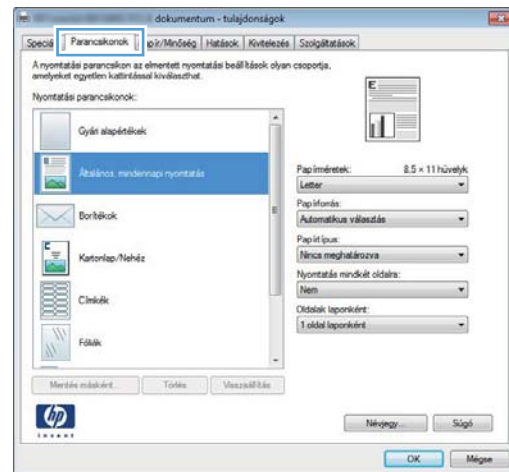 dokumentum - tulajdonságok
Parancsikonok
Hatások
Kivitelezés
Szolgáltatások
A nyomtatási parancsikon az elmentett nyomtatási beállítások olyan csoportja,
amelyeket egyetlen kattintással kiválaszthat.
Nyomtatási parancsikonok:
Gyári alapértékek
Általános, mindennapi nyomtatás
Borítékok
Kartonlap/Nehéz
Címkék
Fóliák
Mentés másként...
Törlés
Visszaállítás
E
Papírméretek: 8,5 × 11 hüvelyk
Letter
Papírforrás:
Automatikus választás
Papírtípus:
Nincs meghatározva
Nyomtatás mindkét oldalra:
Nem
Oldalak laponként:
1 oldal laponként
hp
invent
Névjegy...
Súgó
OK
Mégse